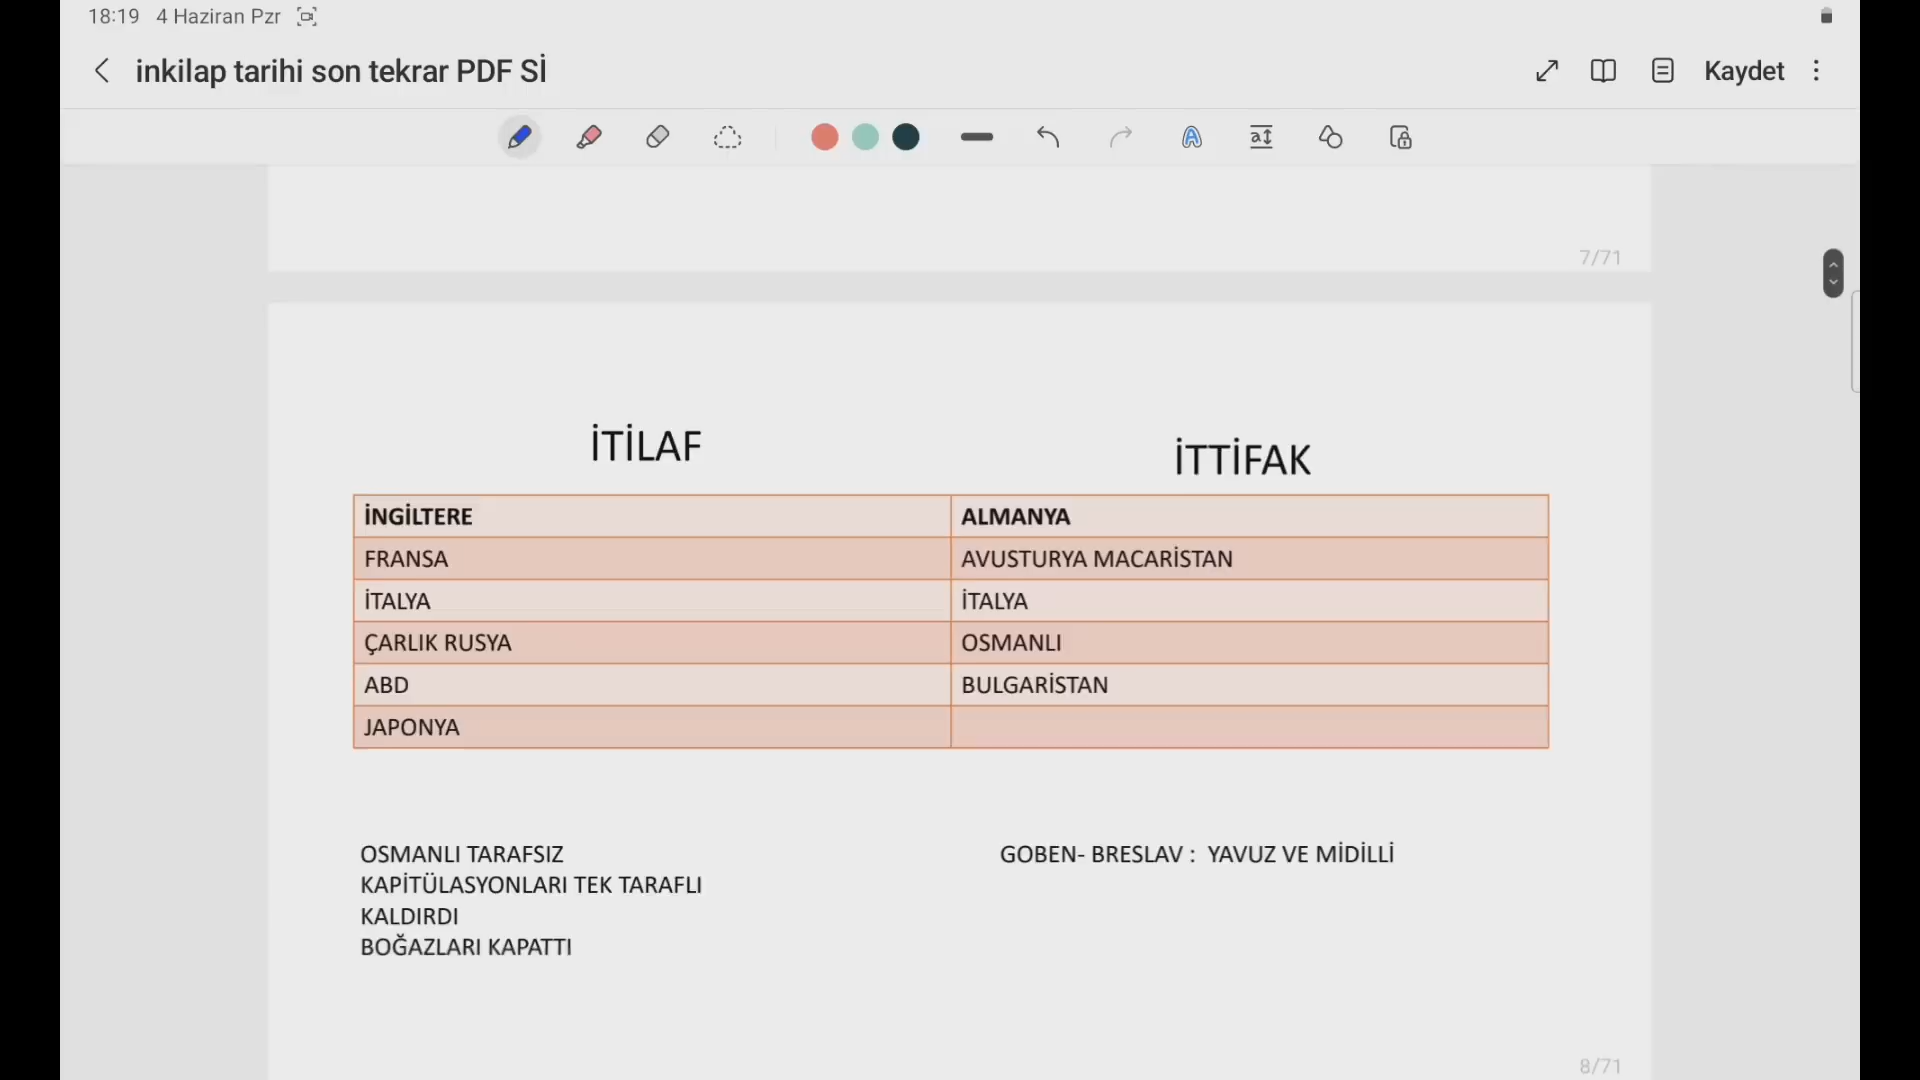 18:19 4 Haziran Pzr
inkilap tarihi son tekrar PDF Sİ
Kaydet
7/71
İTİLAF
İTTİFAK
İNGİLTERE ALMANYA
FRANSA AVUSTURYA MACARİSTAN
İTALYA İTALYA
ÇARLIK RUSYA OSMANLI
ABD BULGARİSTAN
JAPONYA
OSMANLI TARAFSIZ
KAPİTÜLASYONLARI TEK TARAFLI
KALDIRDI
BOĞAZLARI KAPATTI
GOBEN- BRESLAV : YAVUZ VE MİDİLLİ
8/71